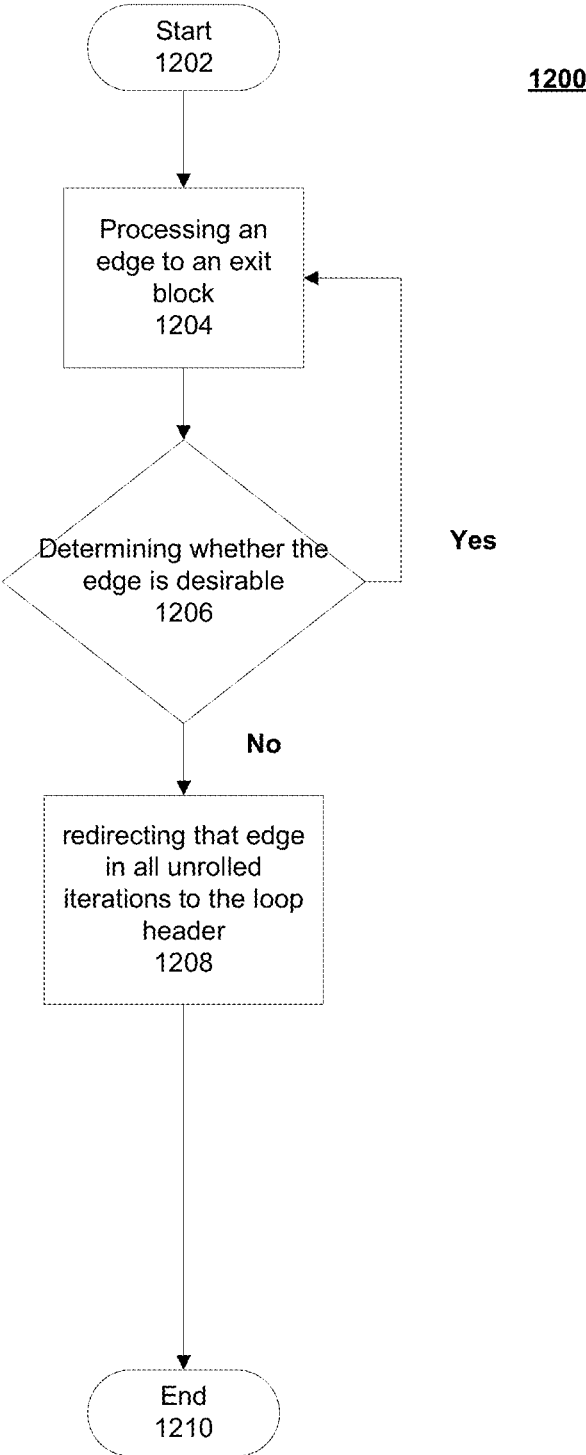 Start
1202
1200
Processing an
edge to an exit
block
1204
Determining whether the
edge is desirable
1206
Yes
No
redirecting that edge
in all unrolled
iterations to the loop
header
1208
End
1210